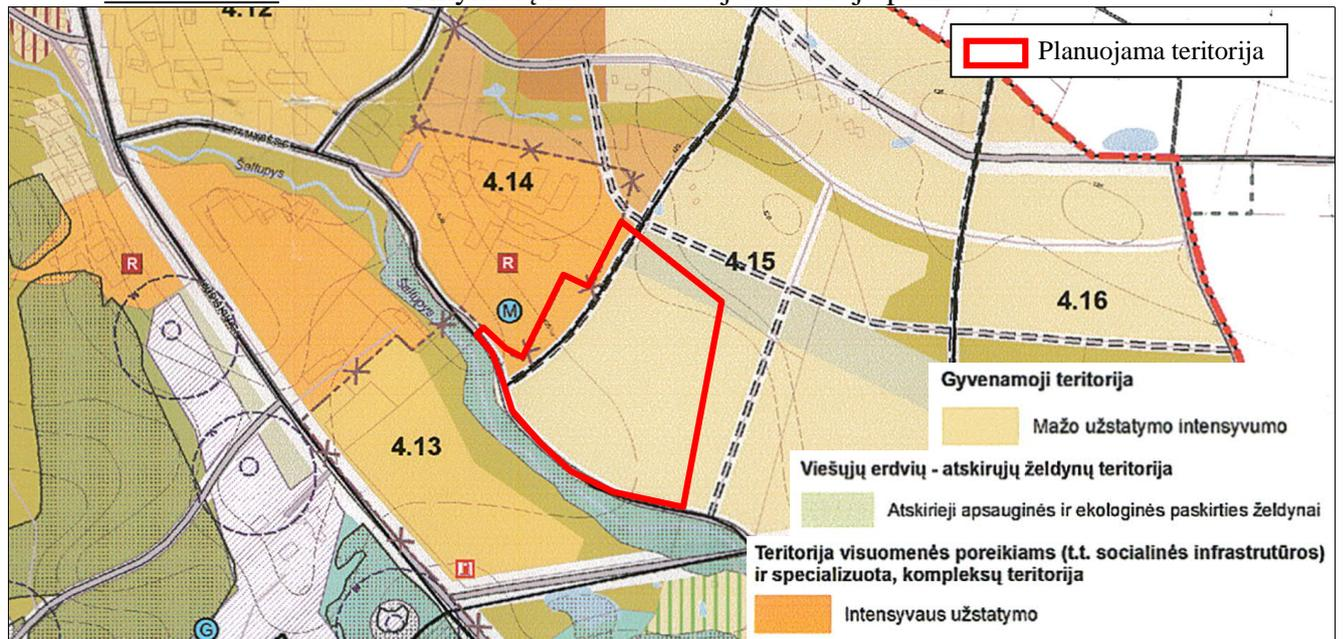 4.12
Planuojama teritorija
Šaltupys
4.14
R
R
4.15
Šaltupys
M
4.16
Gyvenamoji teritorija
Mažo užstatymo intensyvumo
4.13
Viešųjų erdvių - atskirųjų želdynų teritorija
Atskirieji apsauginės ir ekologinės paskirties želdynai
Teritorija visuomenės poreikiams (t.t. socialinės infrastrutūros)
ir specializuota, kompleksų teritorija
Intensyvaus užstatymo
G